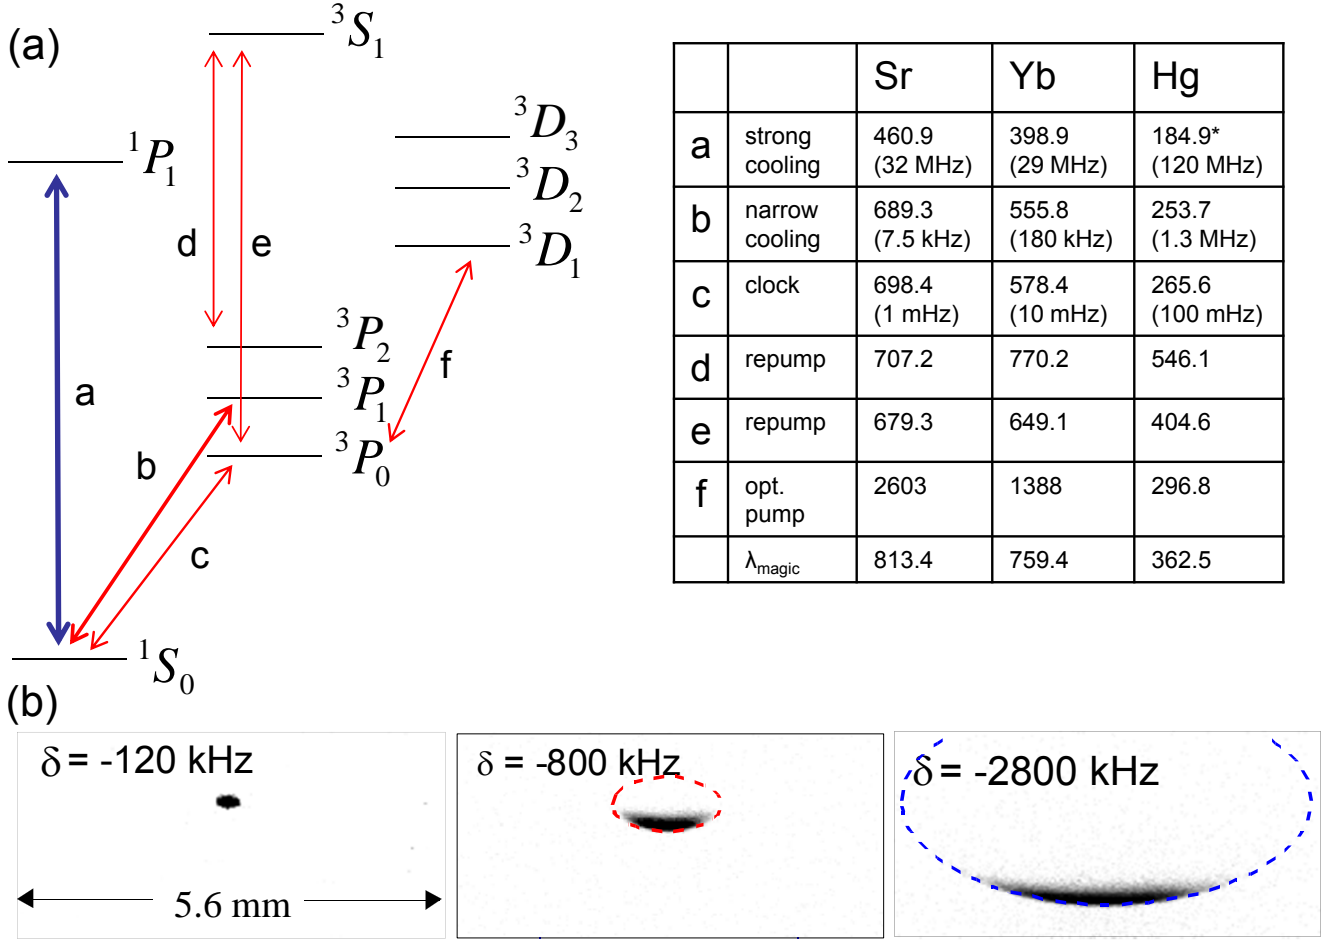 (a)
³S₁
³D₃
¹P₁
³D₂
d
e
³D₁
³P₂
f
a
³P₁
b
³P₀
c
¹S₀
Sr Yb Hg
a strong cooling 460.9 (32 MHz) 398.9 (29 MHz) 184.9* (120 MHz)
b narrow cooling 689.3 (7.5 kHz) 555.8 (180 kHz) 253.7 (1.3 MHz)
c clock 698.4 (1 mHz) 578.4 (10 mHz) 265.6 (100 mHz)
d repump 707.2 770.2 546.1
e repump 679.3 649.1 404.6
f opt. pump 2603 1388 296.8
λmagic 813.4 759.4 362.5
(b)
δ = -120 kHz
5.6 mm
δ = -800 kHz
δ = -2800 kHz